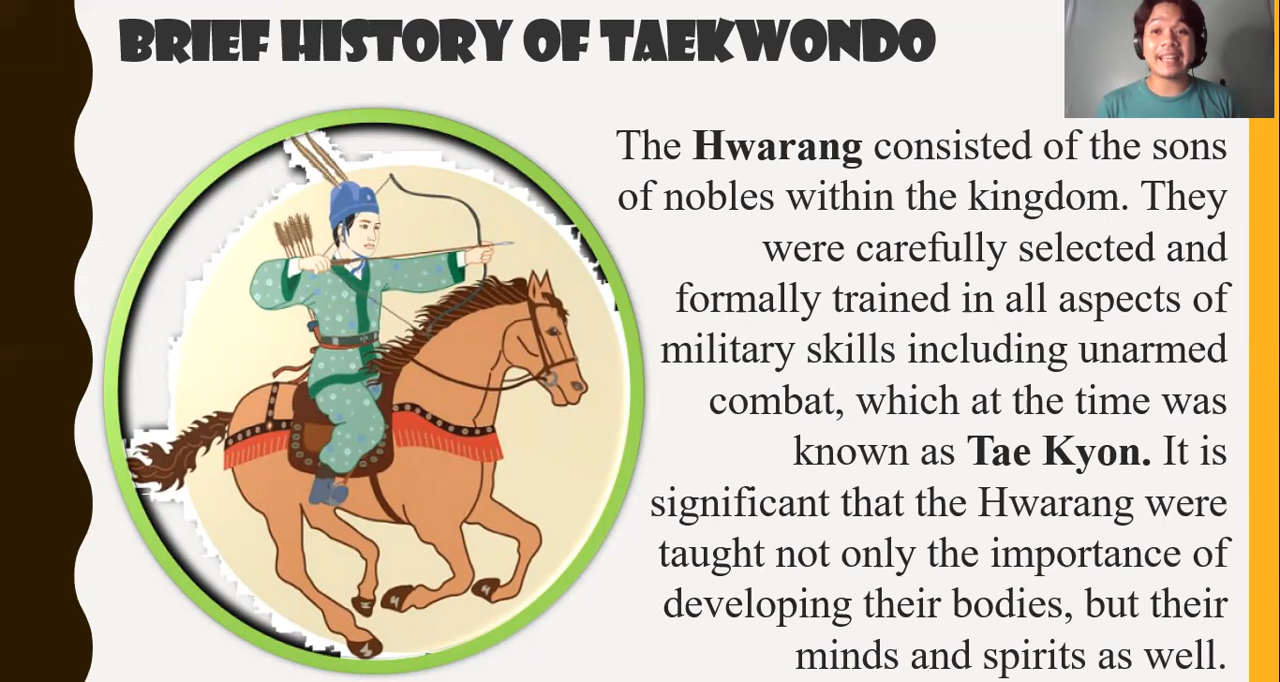 BRIEF HISTORY OF TAEKWONDO
The Hwarang consisted of the sons
of nobles within the kingdom. They
were carefully selected and
formally trained in all aspects of
military skills including unarmed
combat, which at the time was
known as Tae Kyon. It is
significant that the Hwarang were
taught not only the importance of
developing their bodies, but their
minds and spirits as well.